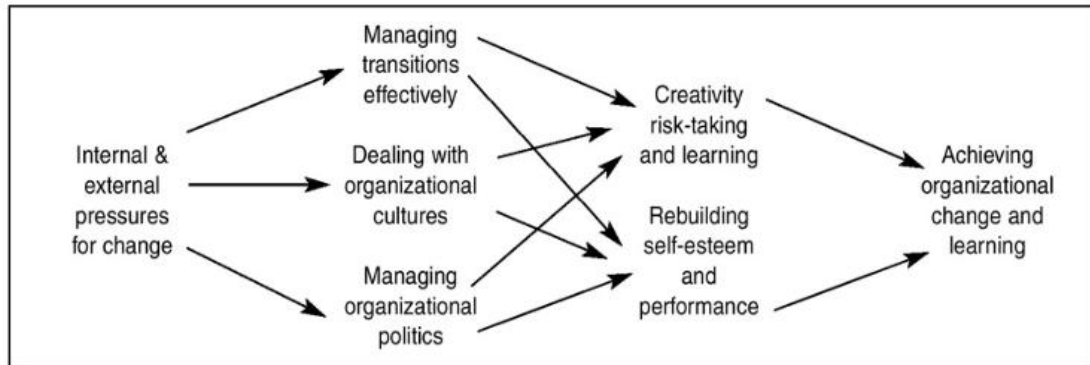 Internal &
external
pressures
for change
Managing
transitions
effectively
Dealing with
organizational
cultures
Managing
organizational
politics
Creativity
risk-taking
and learning
Rebuilding
self-esteem
and
performance
Achieving
organizational
change and
learning